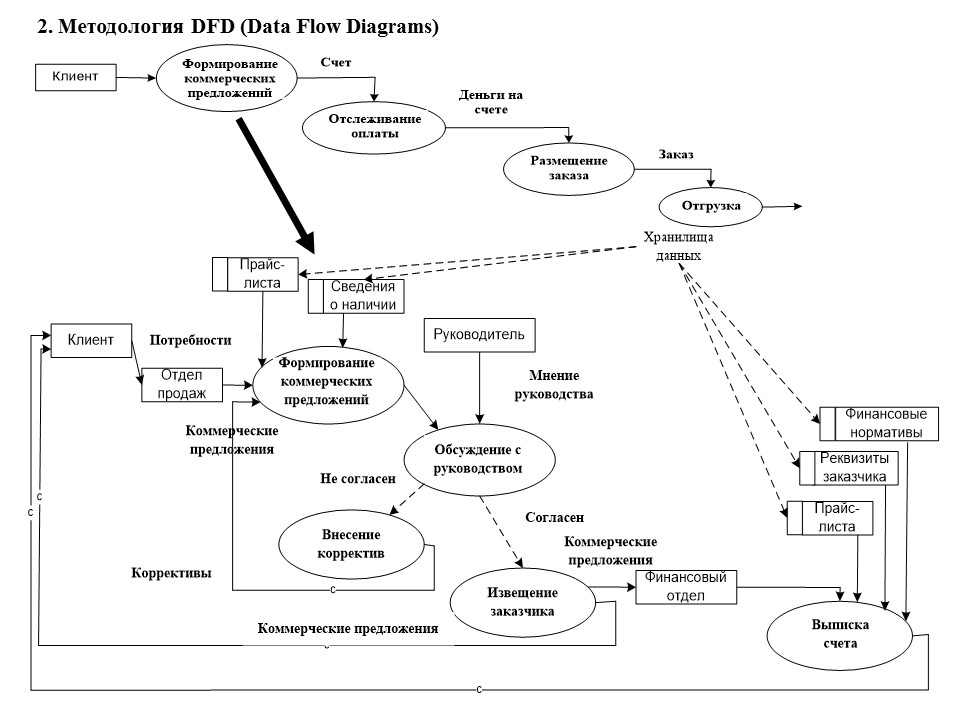 2. Методология DFD (Data Flow Diagrams)
Клиент
Формирование
коммерческих
предложений
Счет
Отслеживание
оплаты
Деньги на
счете
Размещение
заказа
Заказ
Отгрузка
Хранилища
данных
Прайс-
листа
Сведения
о наличии
Клиент
Потребности
Отдел
продаж
Формирование
коммерческих
предложений
Руководитель
Мнение
руководства
Коммерческие
предложения
Обсуждение с
руководством
Финансовые
нормативы
Реквизиты
заказчика
Прайс-
листа
Не согласен
Согласен
Внесение
корректив
Коррективы
Коммерческие
предложения
Извещение
заказчика
Финансовый
отдел
Выписка
счета
Коммерческие предложения
с
с
с
с